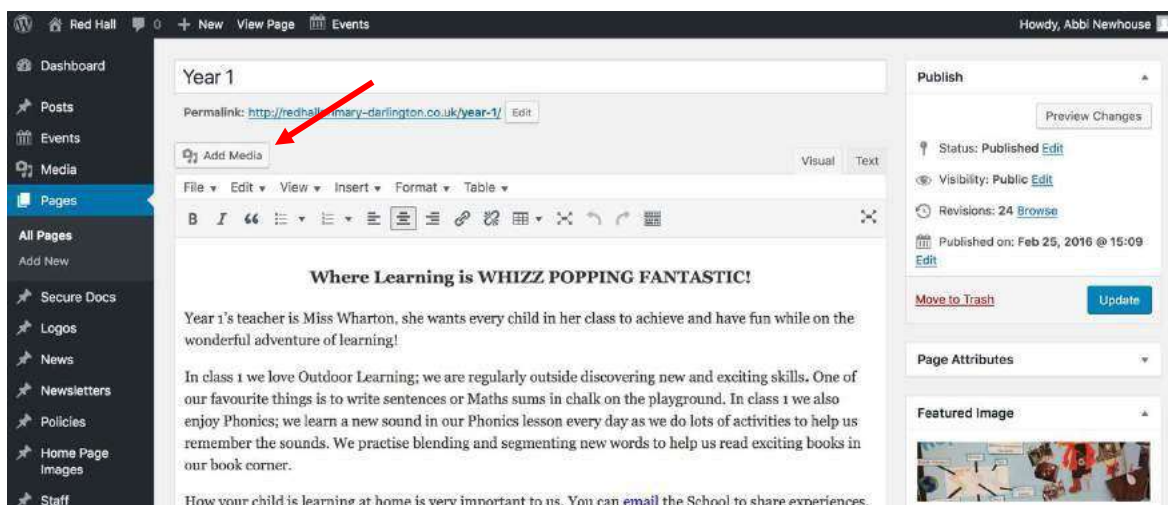 Red Hall 0 + New View Page Events Howdy, Abbi Newhouse
Dashboard
Posts
Events
Media
Pages
All Pages
Add New
Secure Docs
Logos
News
Newsletters
Policies
Home Page
Images
Staff
Year 1
Permalink: http://redhallprimary-darlington.co.uk/year-1/ Edit
Add Media
Visual Text
File Edit View Insert Format Table
B I
Where Learning is WHIZZ POPPING FANTASTIC!
Year 1's teacher is Miss Wharton, she wants every child in her class to achieve and have fun while on the
wonderful adventure of learning!
In class 1 we love Outdoor Learning; we are regularly outside discovering new and exciting skills. One of
our favourite things is to write sentences or Maths sums in chalk on the playground. In class 1 we also
enjoy Phonics; we learn a new sound in our Phonics lesson every day as we do lots of activities to help us
remember the sounds. We practise blending and segmenting new words to help us read exciting books in
our book corner.
How your child is learning at home is very important to us. You can email the School to share experiences,
Publish
Preview Changes
Status: Published Edit
Visibility: Public Edit
Revisions: 24 Browse
Published on: Feb 25, 2016 @ 15:09
Edit
Move to Trash Update
Page Attributes
Featured Image